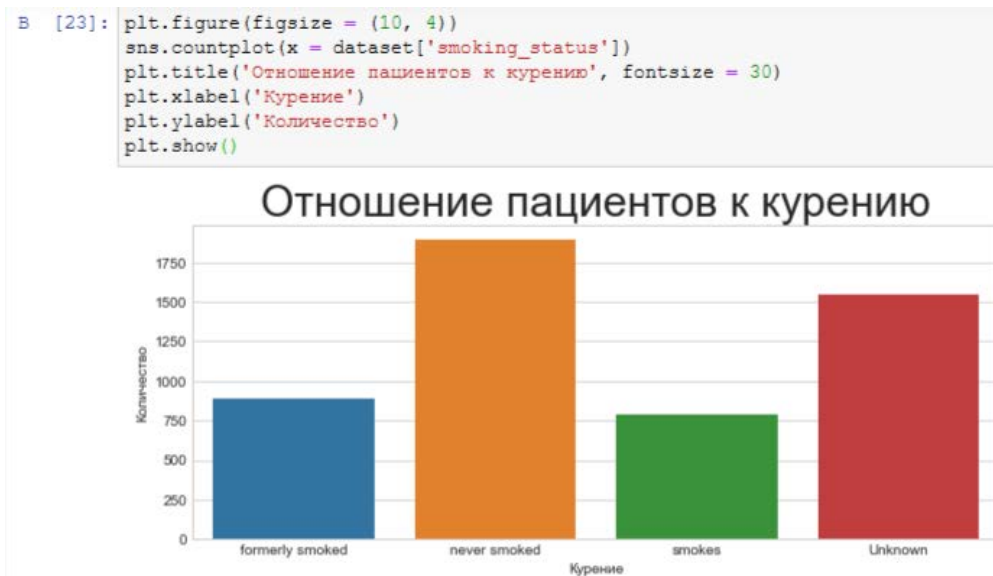 В [23]: plt.figure(figsize = (10, 4))
sns.countplot(x = dataset['smoking_status'])
plt.title('Отношение пациентов к курению', fontsize = 30)
plt.xlabel('Курение')
plt.ylabel('Количество')
plt.show()
Отношение пациентов к курению
1750
1500
1250
1000
750
500
250
0
Количество
formerly smoked never smoked smokes Unknown
Курение